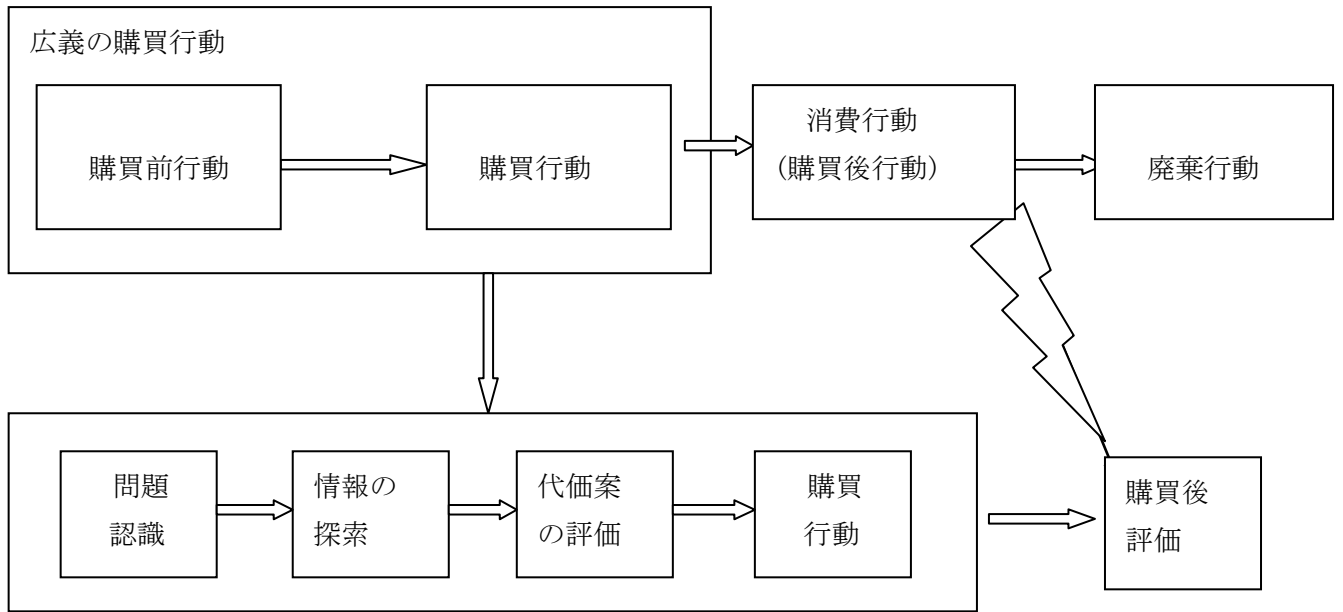 広義の購買行動
購買前行動
購買行動
消費行動
(購買後行動)
廃棄行動
問題
認識
情報の
探索
代価案
の評価
購買
行動
購買後
評価